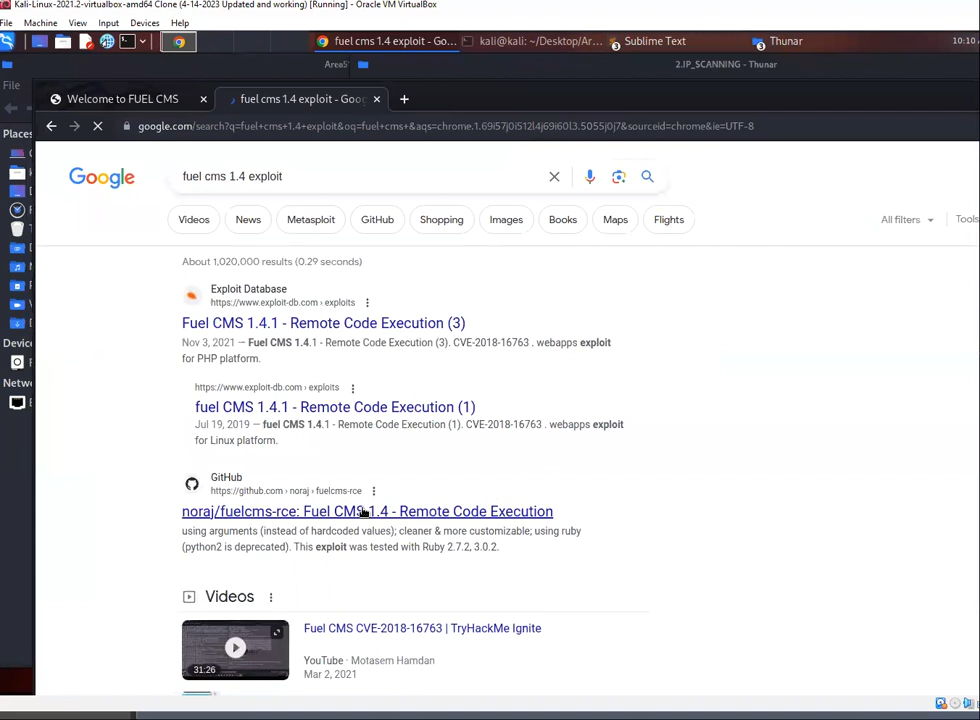 Kali-Linux-2021.2-virtualbox-amd64 Clone (4-14-2023 Updated and working) [Running] - Oracle VM VirtualBox
File Machine View Input Devices Help
fuel cms 1.4 exploit - Go... kali@kali: ~/Desktop/Ar... 3 Sublime Text 3 Thunar 10:10
2.IP_SCANNING - Thunar
File
Welcome to FUEL CMS × fuel cms 1.4 exploit - Goog × +
google.com/search?q=fuel+cms+1.4+exploit&oq=fuel+cms+&aqs=chrome.1.69i57j0i512l4j69i60l3.5055j0j7&sourceid=chrome&ie=UTF-8
Places
Google fuel cms 1.4 exploit
Videos News Metasploit GitHub Shopping Images Books Maps Flights All filters Tools
About 1,020,000 results (0.29 seconds)
Exploit Database
https://www.exploit-db.com › exploits
Fuel CMS 1.4.1 - Remote Code Execution (3)
Nov 3, 2021 — Fuel CMS 1.4.1 - Remote Code Execution (3). CVE-2018-16763 . webapps exploit
for PHP platform.
https://www.exploit-db.com › exploits
fuel CMS 1.4.1 - Remote Code Execution (1)
Jul 19, 2019 — fuel CMS 1.4.1 - Remote Code Execution (1). CVE-2018-16763 . webapps exploit
for Linux platform.
GitHub
https://github.com › noraj › fuelcms-rce
noraj/fuelcms-rce: Fuel CMS 1.4 - Remote Code Execution
using arguments (instead of hardcoded values); cleaner & more customizable; using ruby
(python2 is deprecated). This exploit was tested with Ruby 2.7.2, 3.0.2.
Videos
Fuel CMS CVE-2018-16763 | TryHackMe Ignite
YouTube · Motasem Hamdan
Mar 2, 2021
31:26